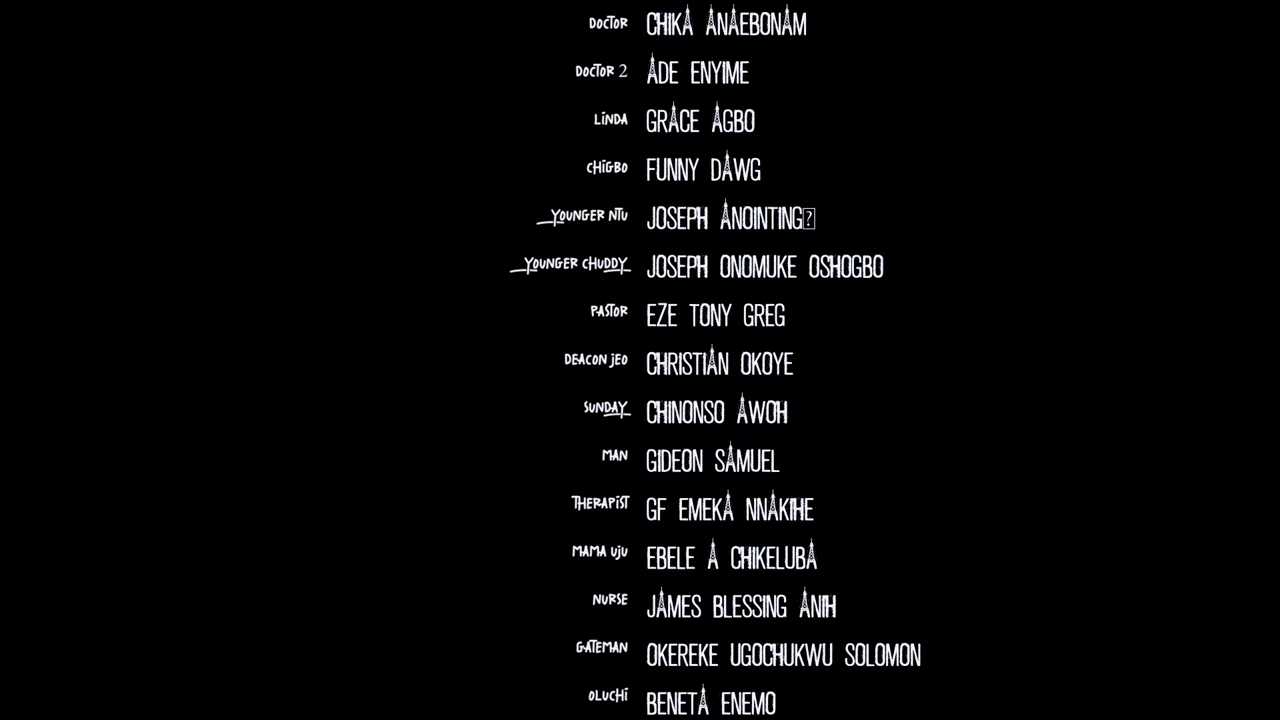 DOCTOR CHIKA ANAEBONAM
DOCTOR 2 ADE ENYIME
LINDA GRACE AGBO
CHIGBO FUNNY DAWG
YOUNGER NTU JOSEPH ANOINTING
YOUNGER CHUDDY JOSEPH ONOMUKE OSHOGBO
PASTOR EZE TONY GREG
DEACON JEO CHRISTIAN OKOYE
SUNDAY CHINONSO AWOH
MAN GIDEON SAMUEL
THERAPIST GF EMEKA NNAKIHE
MAMA UJU EBELE A CHIKELUBA
NURSE JAMES BLESSING ANIH
GATEMAN OKEREKE UGOCHUKWU SOLOMON
OLUCHI BENETA ENEMO